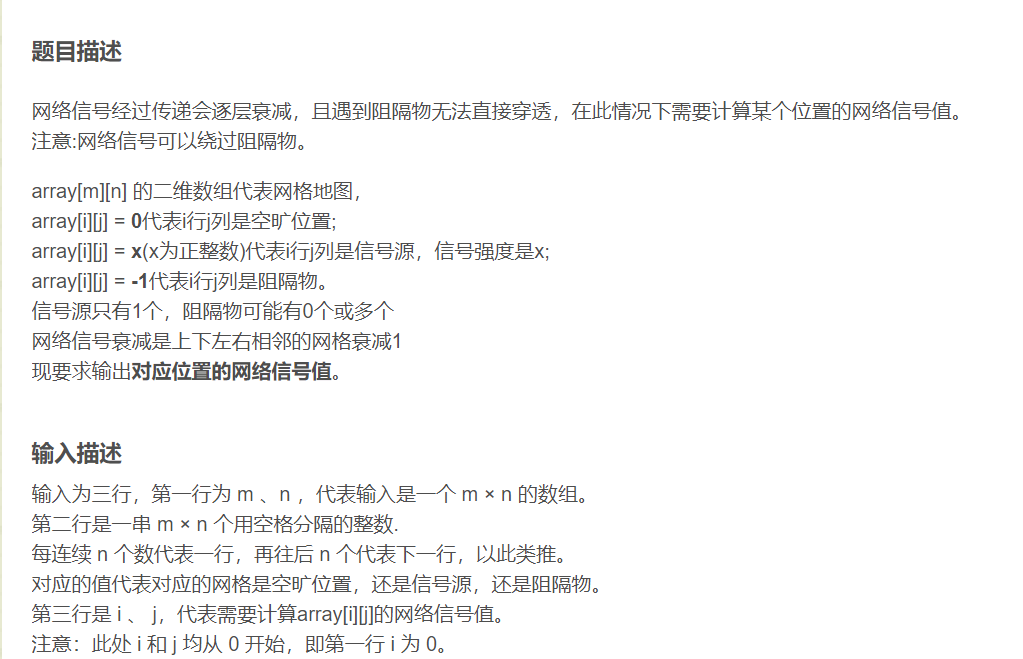 题目描述
网络信号经过传递会逐层衰减，且遇到阻隔物无法直接穿透，在此情况下需要计算某个位置的网络信号值。
注意:网络信号可以绕过阻隔物。
array[m][n] 的二维数组代表网格地图，
array[i][j] = 0代表i行j列是空旷位置;
array[i][j] = x(x为正整数)代表i行j列是信号源，信号强度是x;
array[i][j] = -1代表i行j列是阻隔物。
信号源只有1个，阻隔物可能有0个或多个
网络信号衰减是上下左右相邻的网格衰减1
现要求输出对应位置的网络信号值。
输入描述
输入为三行，第一行为 m 、n ，代表输入是一个 m × n 的数组。
第二行是一串 m × n 个用空格分隔的整数.
每连续 n 个数代表一行，再往后 n 个代表下一行，以此类推。
对应的值代表对应的网格是空旷位置，还是信号源，还是阻隔物。
第三行是 i 、 j，代表需要计算array[i][j]的网络信号值。
注意：此处 i 和 j 均从 0 开始，即第一行 i 为 0。